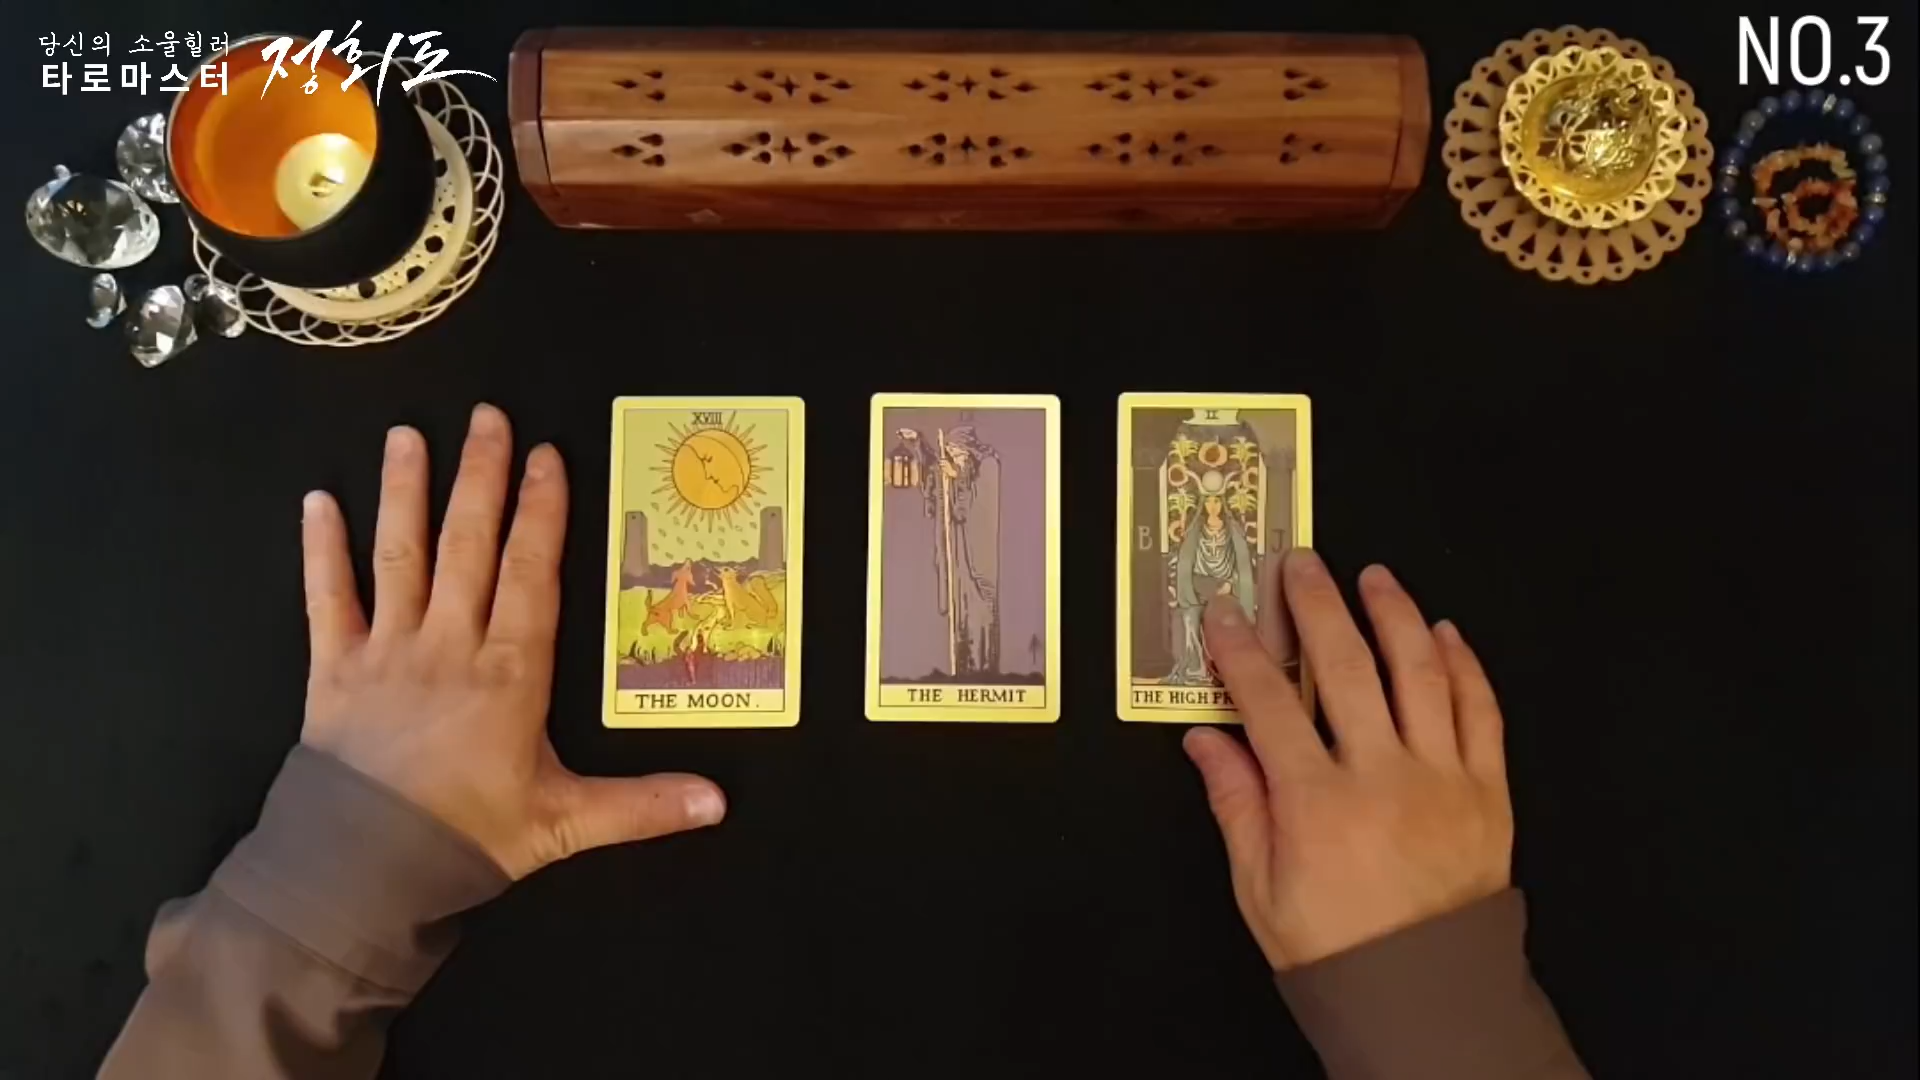 당신의 소울힐러
타로마스터 정회도
NO.3
XVIII
THE MOON.
THE HERMIT
II
B J
THE HIGH PR